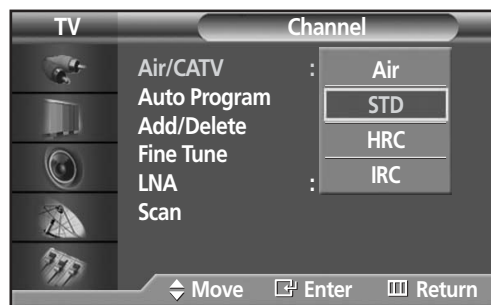 TV Channel
Air/CATV : Air
Auto Program STD
Add/Delete HRC
Fine Tune IRC
LNA :
Scan
Move Enter Return